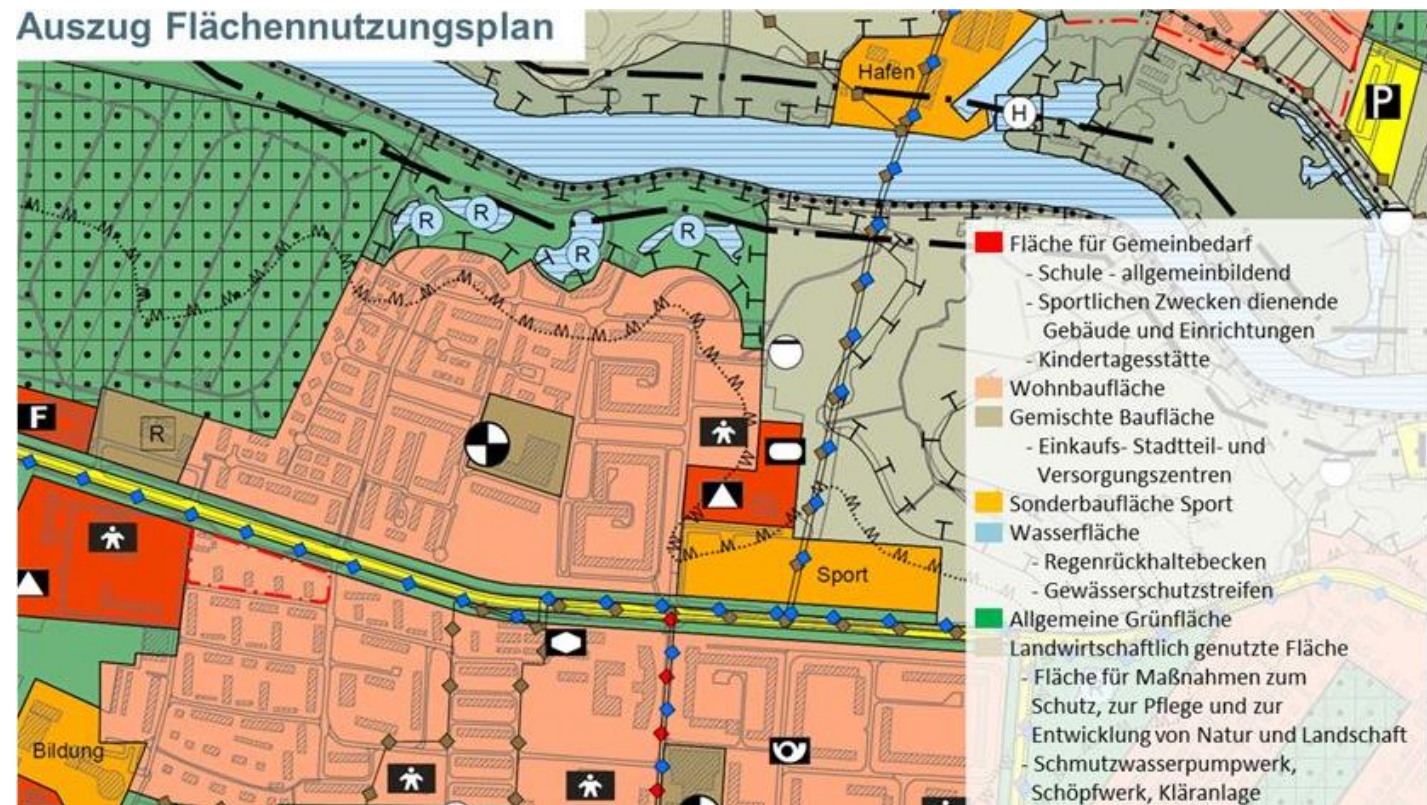 Auszug Flächennutzungsplan
Hafen
H
P
R
R
R
R
F
R
Sport
Bildung
Fläche für Gemeinbedarf
- Schule - allgemeinbildend
- Sportlichen Zwecken dienende
Gebäude und Einrichtungen
- Kindertagesstätte
Wohnbaufläche
Gemischte Baufläche
- Einkaufs- Stadtteil- und
Versorgungszentren
Sonderbaufläche Sport
Wasserfläche
- Regenrückhaltebecken
- Gewässerschutzstreifen
Allgemeine Grünfläche
Landwirtschaftlich genutzte Fläche
- Fläche für Maßnahmen zum
Schutz, zur Pflege und zur
Entwicklung von Natur und Landschaft
- Schmutzwasserpumpwerk,
Schöpfwerk, Kläranlage